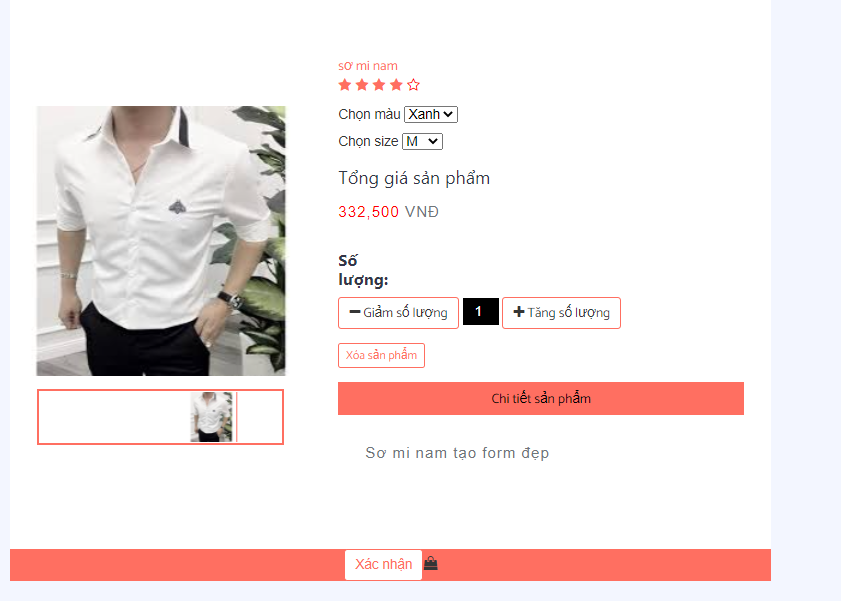 sơ mi nam
Chọn màu Xanh
Chọn size M
Tổng giá sản phẩm
332,500 VNĐ
Số
lượng:
Giảm số lượng 1 Tăng số lượng
Xóa sản phẩm
Chi tiết sản phẩm
Sơ mi nam tạo form đẹp
Xác nhận